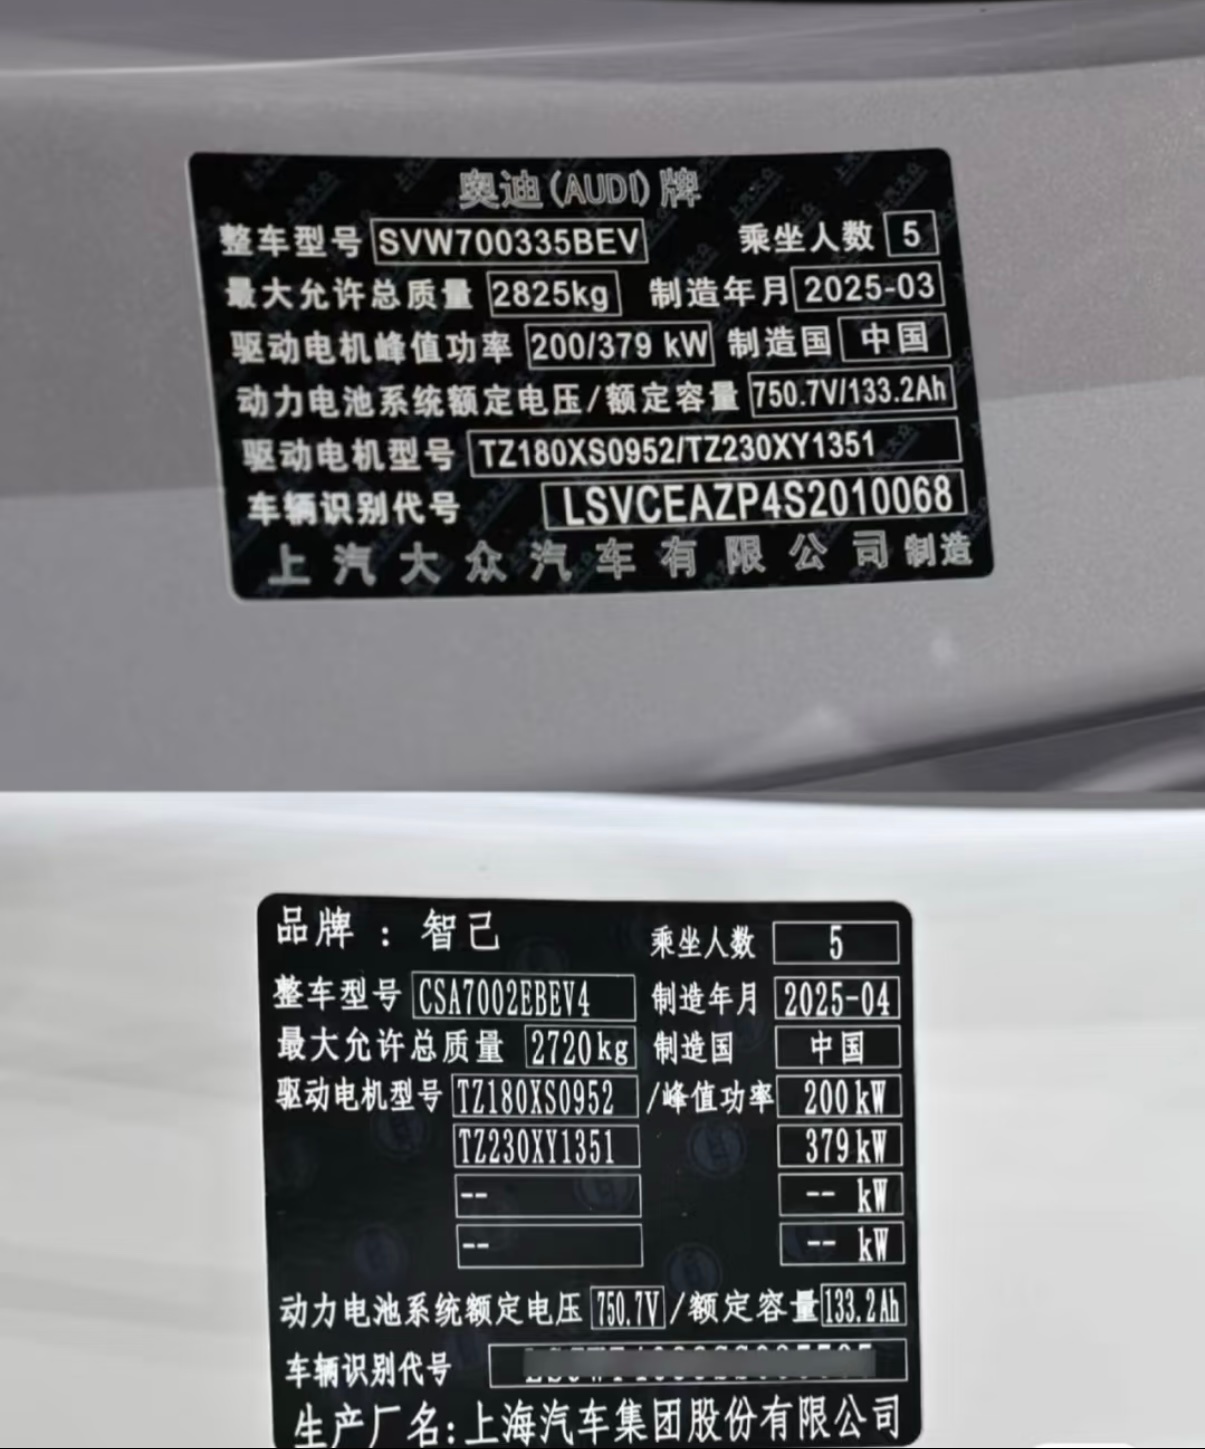 奥迪(AUDI)牌
整车型号 SVW700335BEV 乘坐人数 5
最大允许总质量 2825kg 制造年月 2025-03
驱动电机峰值功率 200/379 kW 制造国 中国
动力电池系统额定电压/额定容量 750.7V/133.2Ah
驱动电机型号 TZ180XS0952/TZ230XY1351
车辆识别代号 LSVCEAZP4S2010068
上汽大众汽车有限公司制造
品牌:智己 乘坐人数 5
整车型号 CSA7002EBEV4 制造年月 2025-04
最大允许总质量 2720kg 制造国 中国
驱动电机型号 TZ180XS0952 /峰值功率 200kW
TZ230XY1351 379kW
-- -- kW
-- -- kW
动力电池系统额定电压 750.7V /额定容量 133.2Ah
车辆识别代号
生产厂名:上海汽车集团股份有限公司